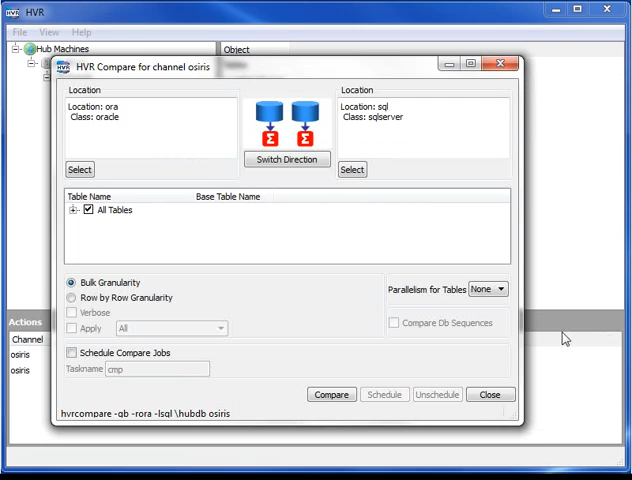 HVR
File View Help
Hub Machines
Object
HVR Compare for channel osiris
Location
Location: ora
Class: oracle
Select
Switch Direction
Location
Location: sql
Class: sqlserver
Select
Table Name Base Table Name
All Tables
Bulk Granularity
Row by Row Granularity
Verbose
Apply All
Parallelism for Tables None
Compare Db Sequences
Schedule Compare Jobs
Taskname cmp
Compare Schedule Unschedule Close
hvrcompare -gb -rora -lsql \hubdb osiris
Actions
Channel
osiris
osiris